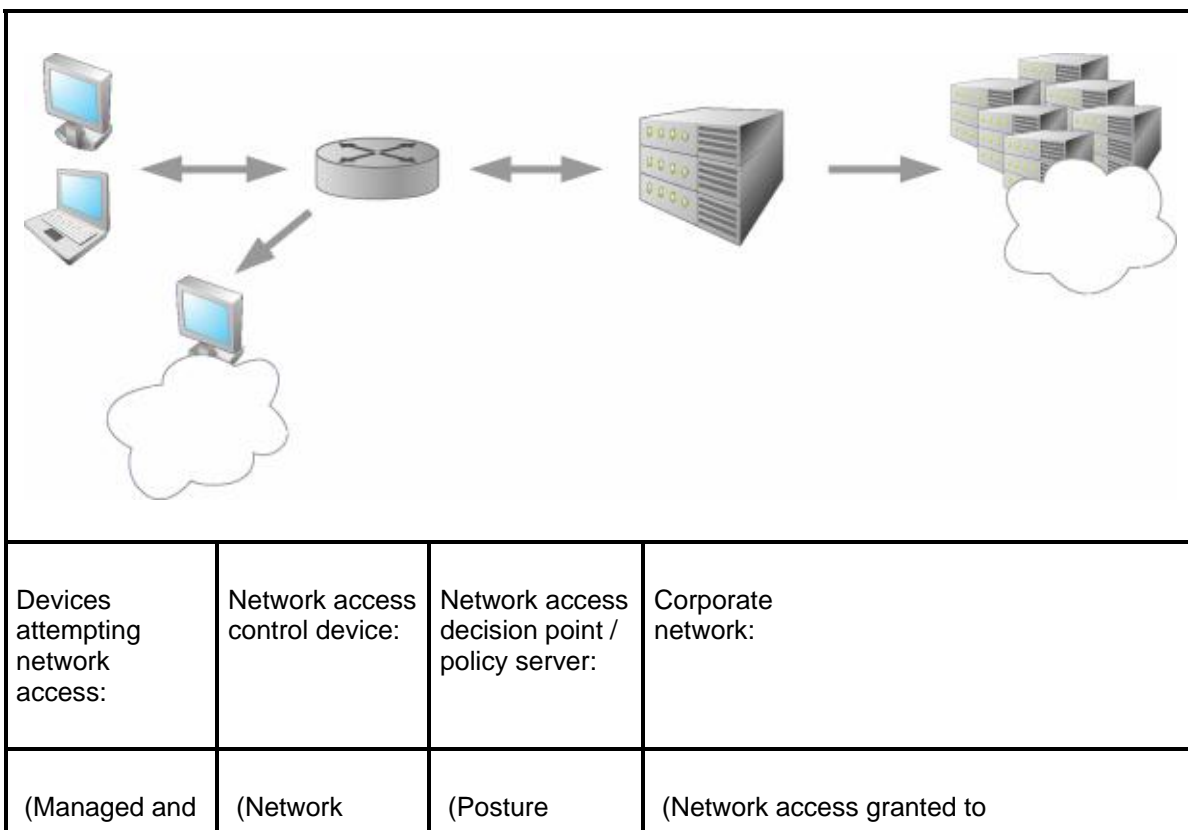 Devices
attempting
network
access:
Network access
control device:
Network access
decision point /
policy server:
Corporate
network:
(Managed and
(Network
(Posture
(Network access granted to